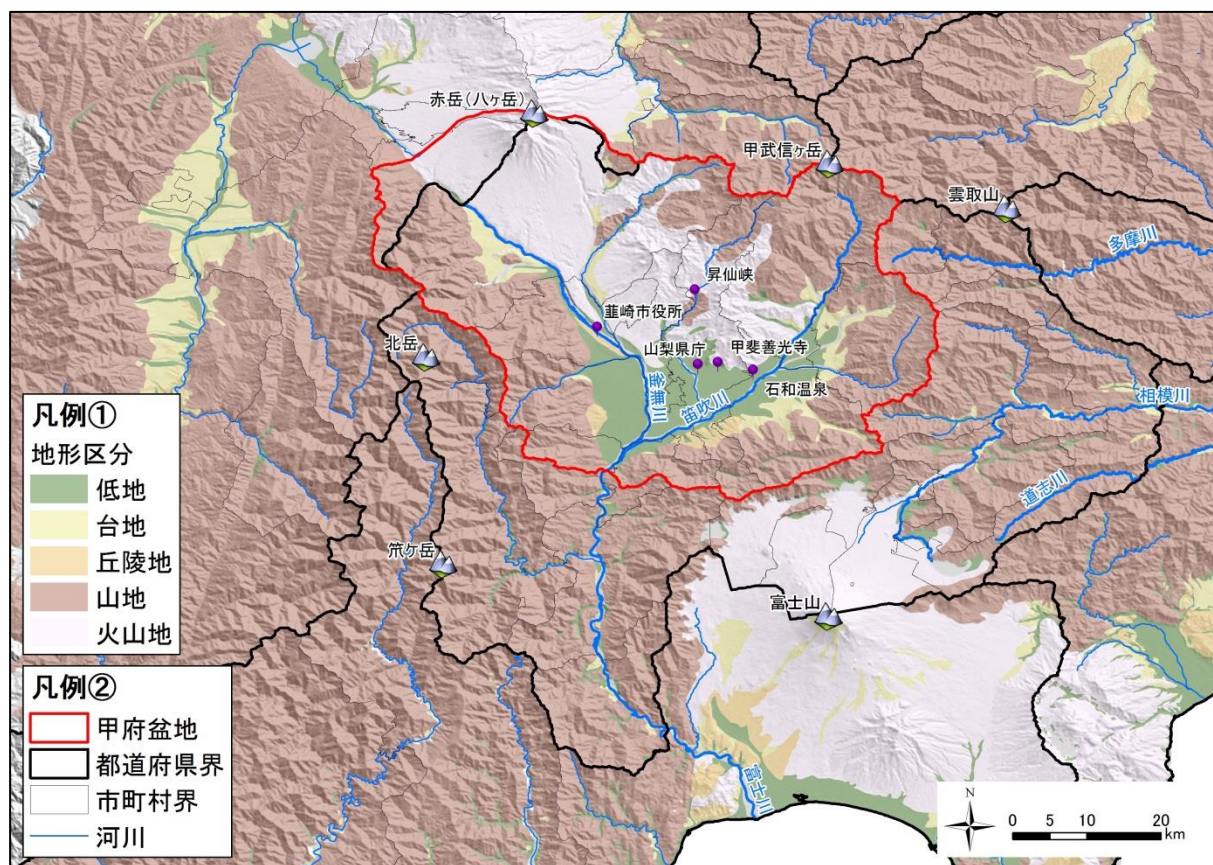 赤岳(八ヶ岳)
甲武信ヶ岳
雲取山
多摩川
昇仙峡
韮崎市役所
北岳
山梨県庁
甲斐善光寺
釜無川
笛吹川
石和温泉
相模川
道志川
笊ケ岳
富士山
富士川
凡例①
地形区分
低地
台地
丘陵地
山地
火山地
凡例②
甲府盆地
都道府県界
市町村界
河川
N
0 5 10 20
km